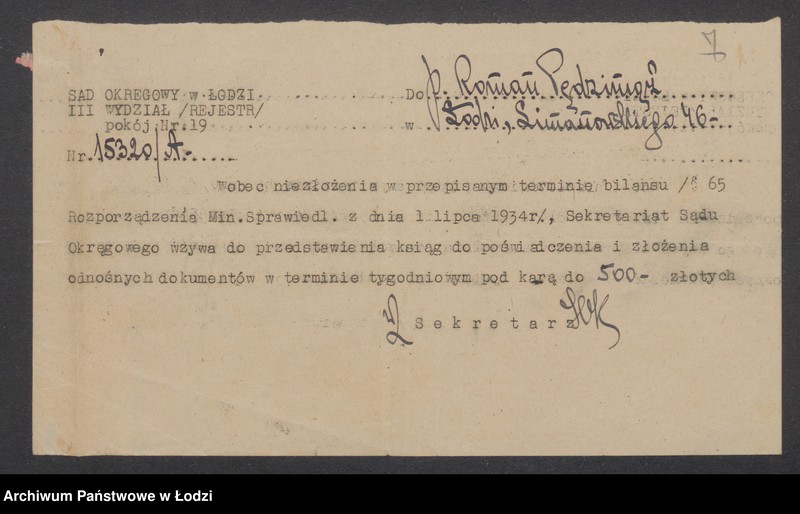 7
SAD OKREGOWY w ŁODZI
Do p. Roman Pędziński
III WYDZIAŁ /REJESTR/
pokój Nr.19
w Łodzi, Limanowskiego 46-
Nr. 15320/A-
Wobec niezłożenia w przepisanym terminie bilansu /§ 65
Rozporządzenia Min.Sprawiedl. z dnia 1 lipca 1934r/, Sekretariat Sądu
Okręgowego wzywa do przedstawienia ksiąg do poświadczenia i złożenia
odnośnych dokumentów w terminie tygodniowym pod karą do 500- złotych
Sekretarz
Archiwum Państwowe w Łodzi